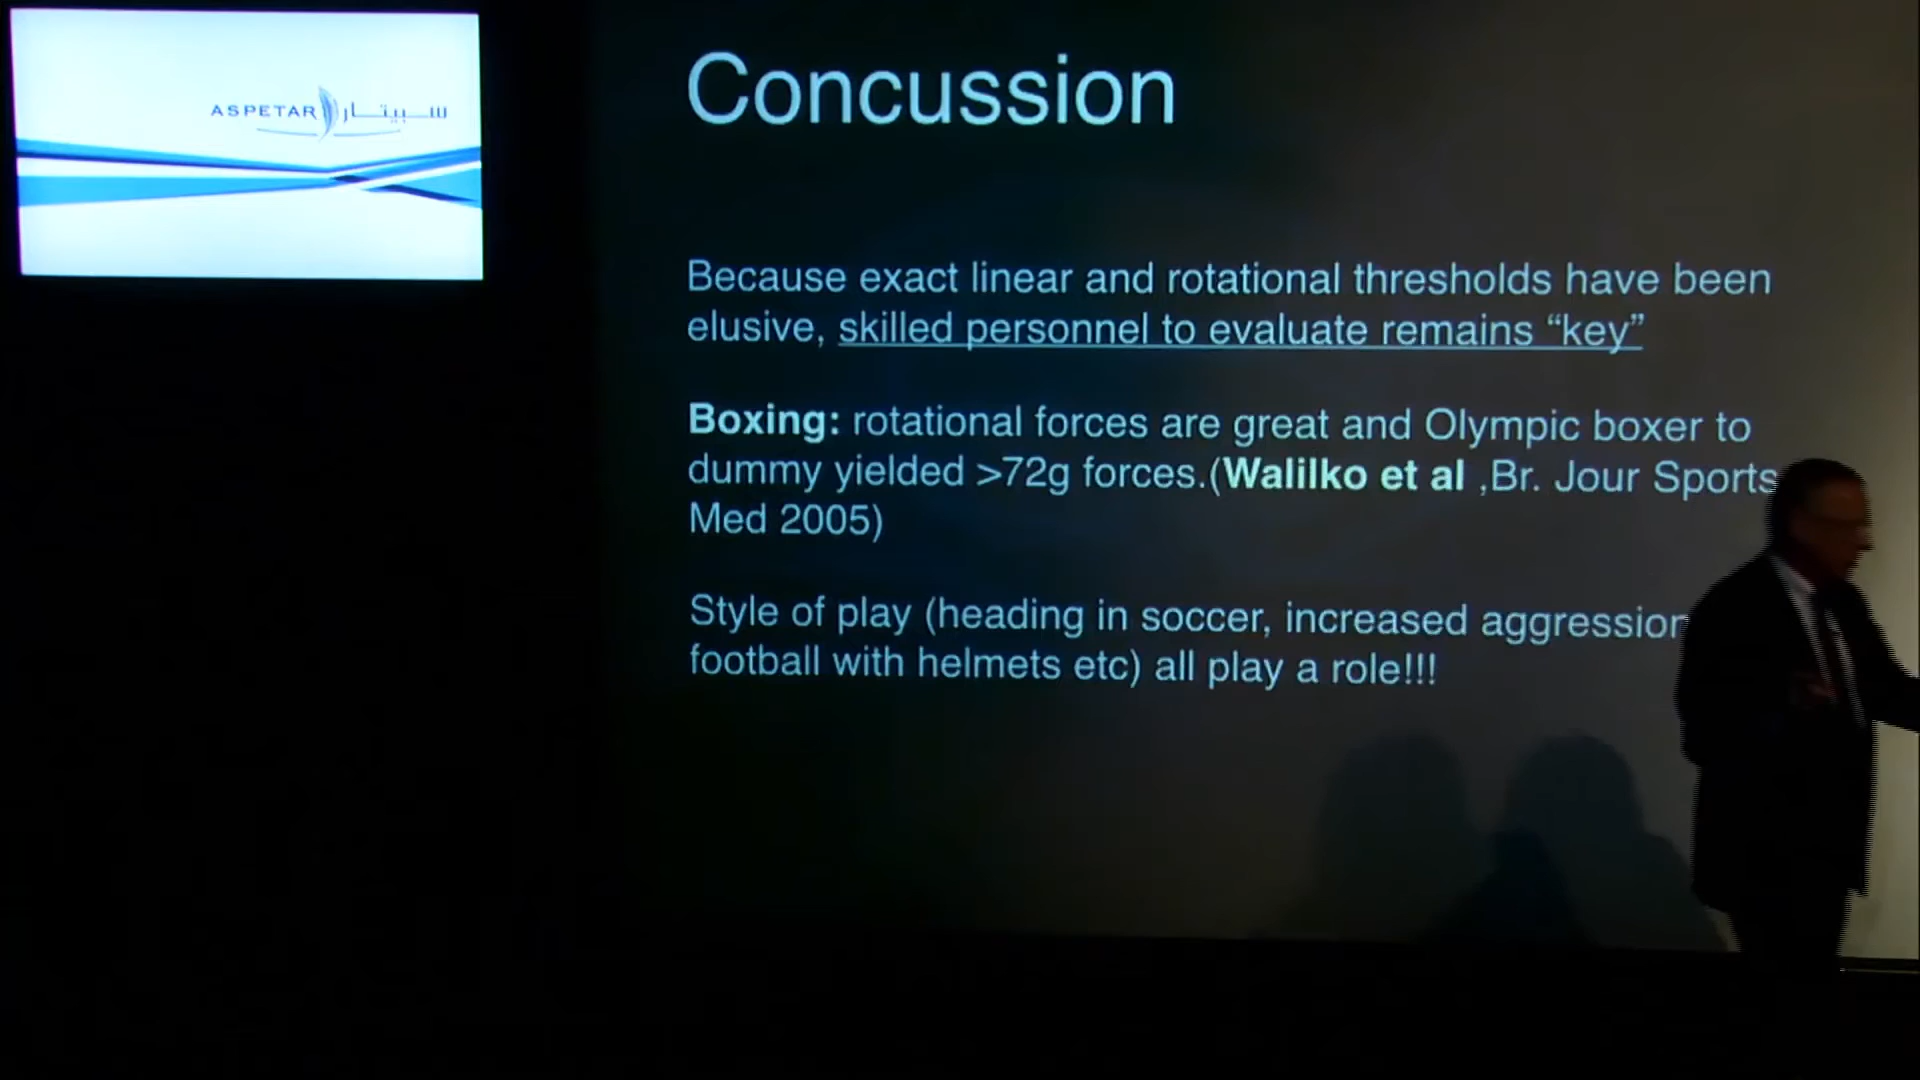 ASPETAR سبيتار
Concussion
Because exact linear and rotational thresholds have been
elusive, skilled personnel to evaluate remains “key”
Boxing: rotational forces are great and Olympic boxer to
dummy yielded >72g forces.(Walilko et al ,Br. Jour Sports
Med 2005)
Style of play (heading in soccer, increased aggression
football with helmets etc) all play a role!!!